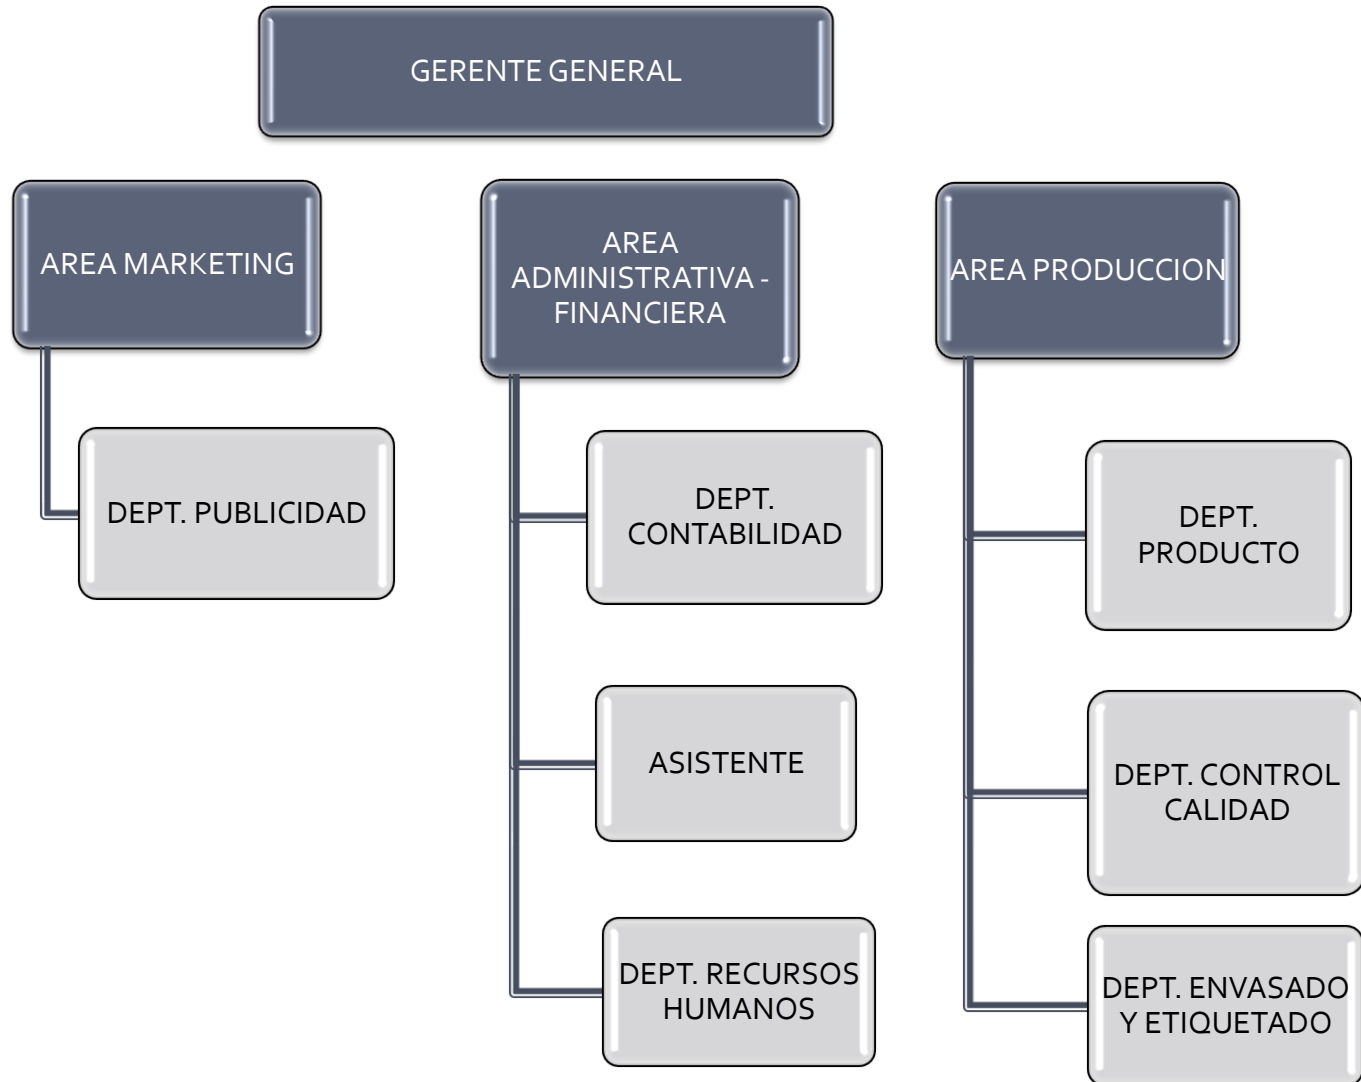 GERENTE GENERAL
AREA MARKETING
DEPT. PUBLICIDAD
AREA
ADMINISTRATIVA -
FINANCIERA
DEPT.
CONTABILIDAD
ASISTENTE
DEPT. RECURSOS
HUMANOS
AREA PRODUCCION
DEPT.
PRODUCTO
DEPT. CONTROL
CALIDAD
DEPT. ENVASADO
Y ETIQUETADO